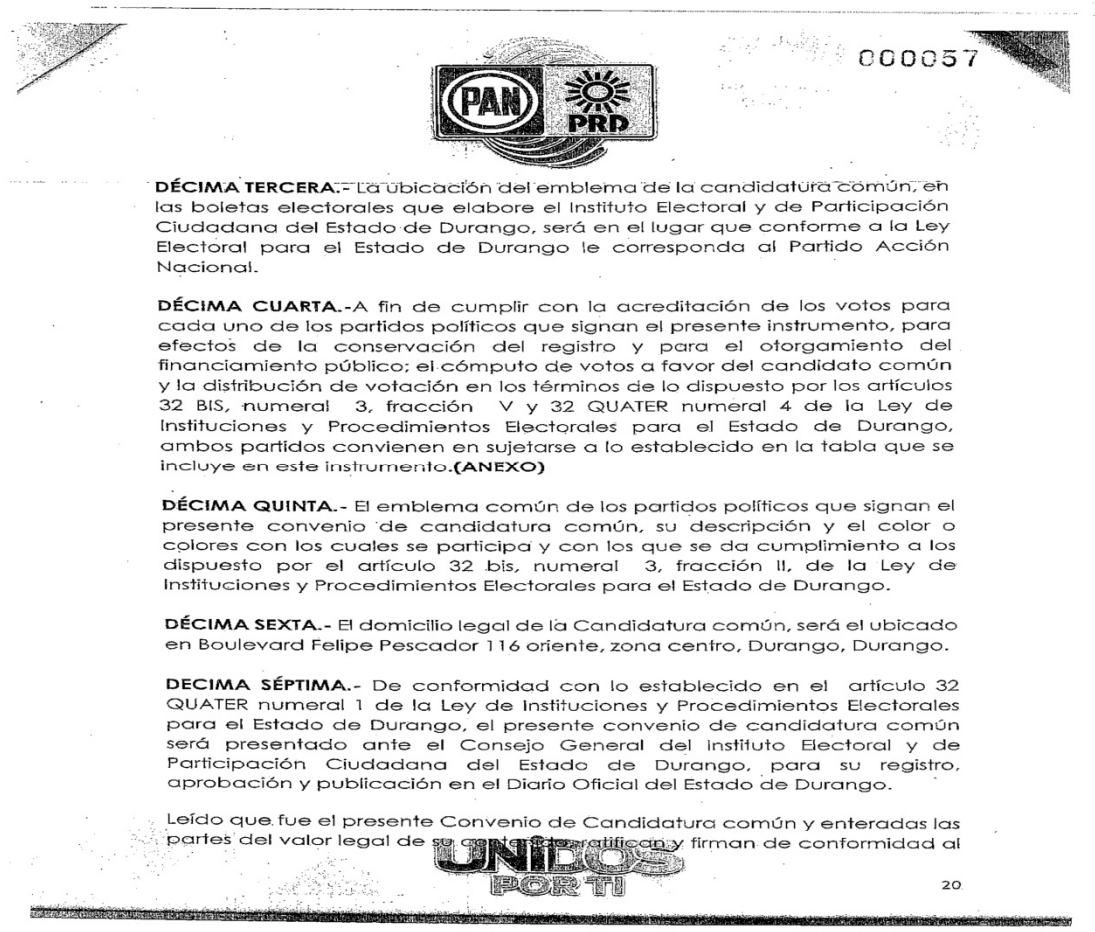 000057
PAN
PRD
DÉCIMA TERCERA.- La ubicación del emblema de la candidatura común, en
las boletas electorales que elabore el Instituto Electoral y de Participación
Ciudadana del Estado de Durango, será en el lugar que conforme a la Ley
Electoral para el Estado de Durango le corresponda al Partido Acción
Nacional.
DÉCIMA CUARTA.-A fin de cumplir con la acreditación de los votos para
cada uno de los partidos políticos que signan el presente instrumento, para
efectos de la conservación del registro y para el otorgamiento del
financiamiento público; el cómputo de votos a favor del candidato común
y la distribución de votación en los términos de lo dispuesto por los artículos
32 BIS, numeral 3, fracción V y 32 QUATER numeral 4 de la Ley de
Instituciones y Procedimientos Electorales para el Estado de Durango,
ambos partidos convienen en sujetarse a lo establecido en la tabla que se
incluye en este instrumento.(ANEXO)
DÉCIMA QUINTA.- El emblema común de los partidos políticos que signan el
presente convenio de candidatura común, su descripción y el color o
colores con los cuales se participa y con los que se da cumplimiento a los
dispuesto por el artículo 32 bis, numeral 3, fracción II, de la Ley de
Instituciones y Procedimientos Electorales para el Estado de Durango.
DÉCIMA SEXTA.- El domicilio legal de la Candidatura común, será el ubicado
en Boulevard Felipe Pescador 116 oriente, zona centro, Durango, Durango.
DECIMA SÉPTIMA.- De conformidad con lo establecido en el artículo 32
QUATER numeral 1 de la Ley de Instituciones y Procedimientos Electorales
para el Estado de Durango, el presente convenio de candidatura común
será presentado ante el Consejo General del Instituto Electoral y de
Participación Ciudadana del Estado de Durango, para su registro,
aprobación y publicación en el Diario Oficial del Estado de Durango.
Leído que fue el presente Convenio de Candidatura común y enteradas las
partes del valor legal de su contenido ratifican y firman de conformidad al
UNIDOS
POR TI
20